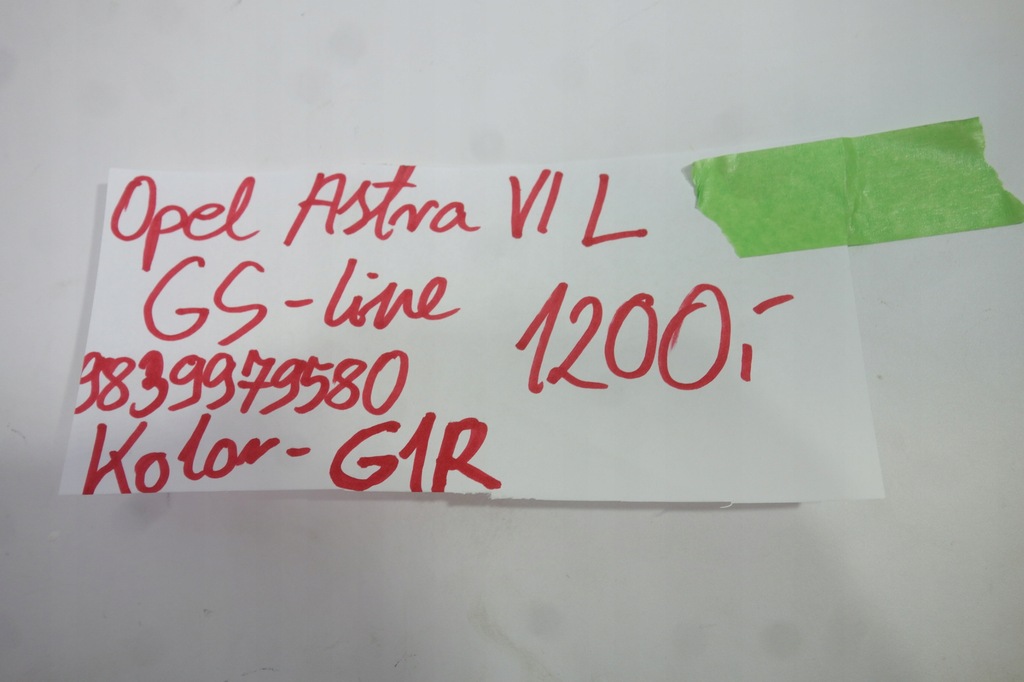 Opel Astra VI L
GS-line
9839979580
1200,-
Kolor-G1R